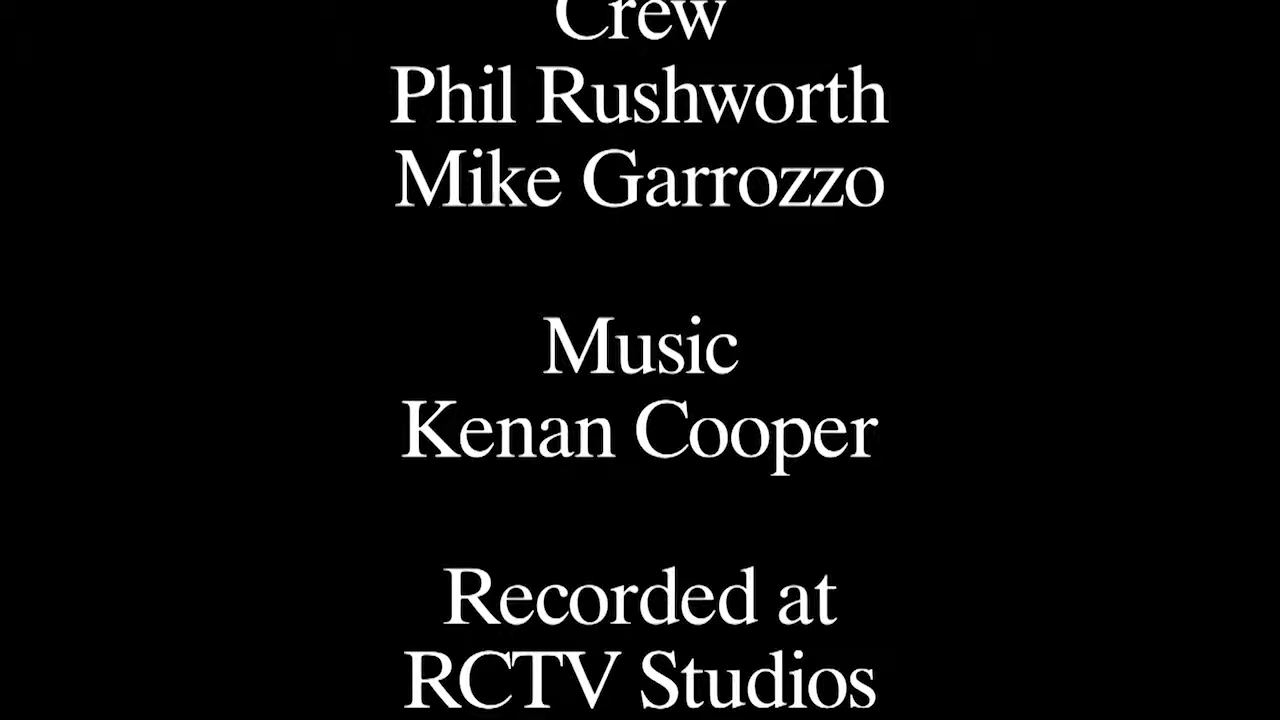 Crew
Phil Rushworth
Mike Garrozzo
Music
Kenan Cooper
Recorded at
RCTV Studios